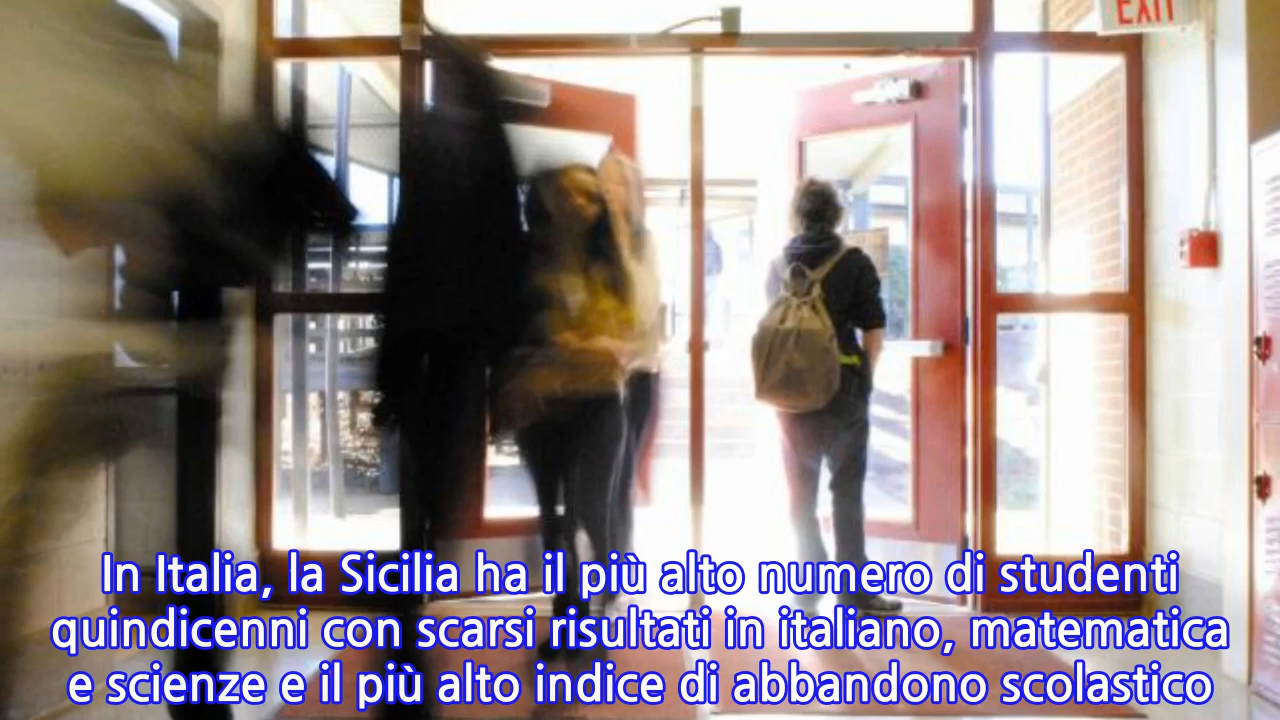 EXIT
In Italia, la Sicilia ha il più alto numero di studenti
quindicenni con scarsi risultati in italiano, matematica
e scienze e il più alto indice di abbandono scolastico